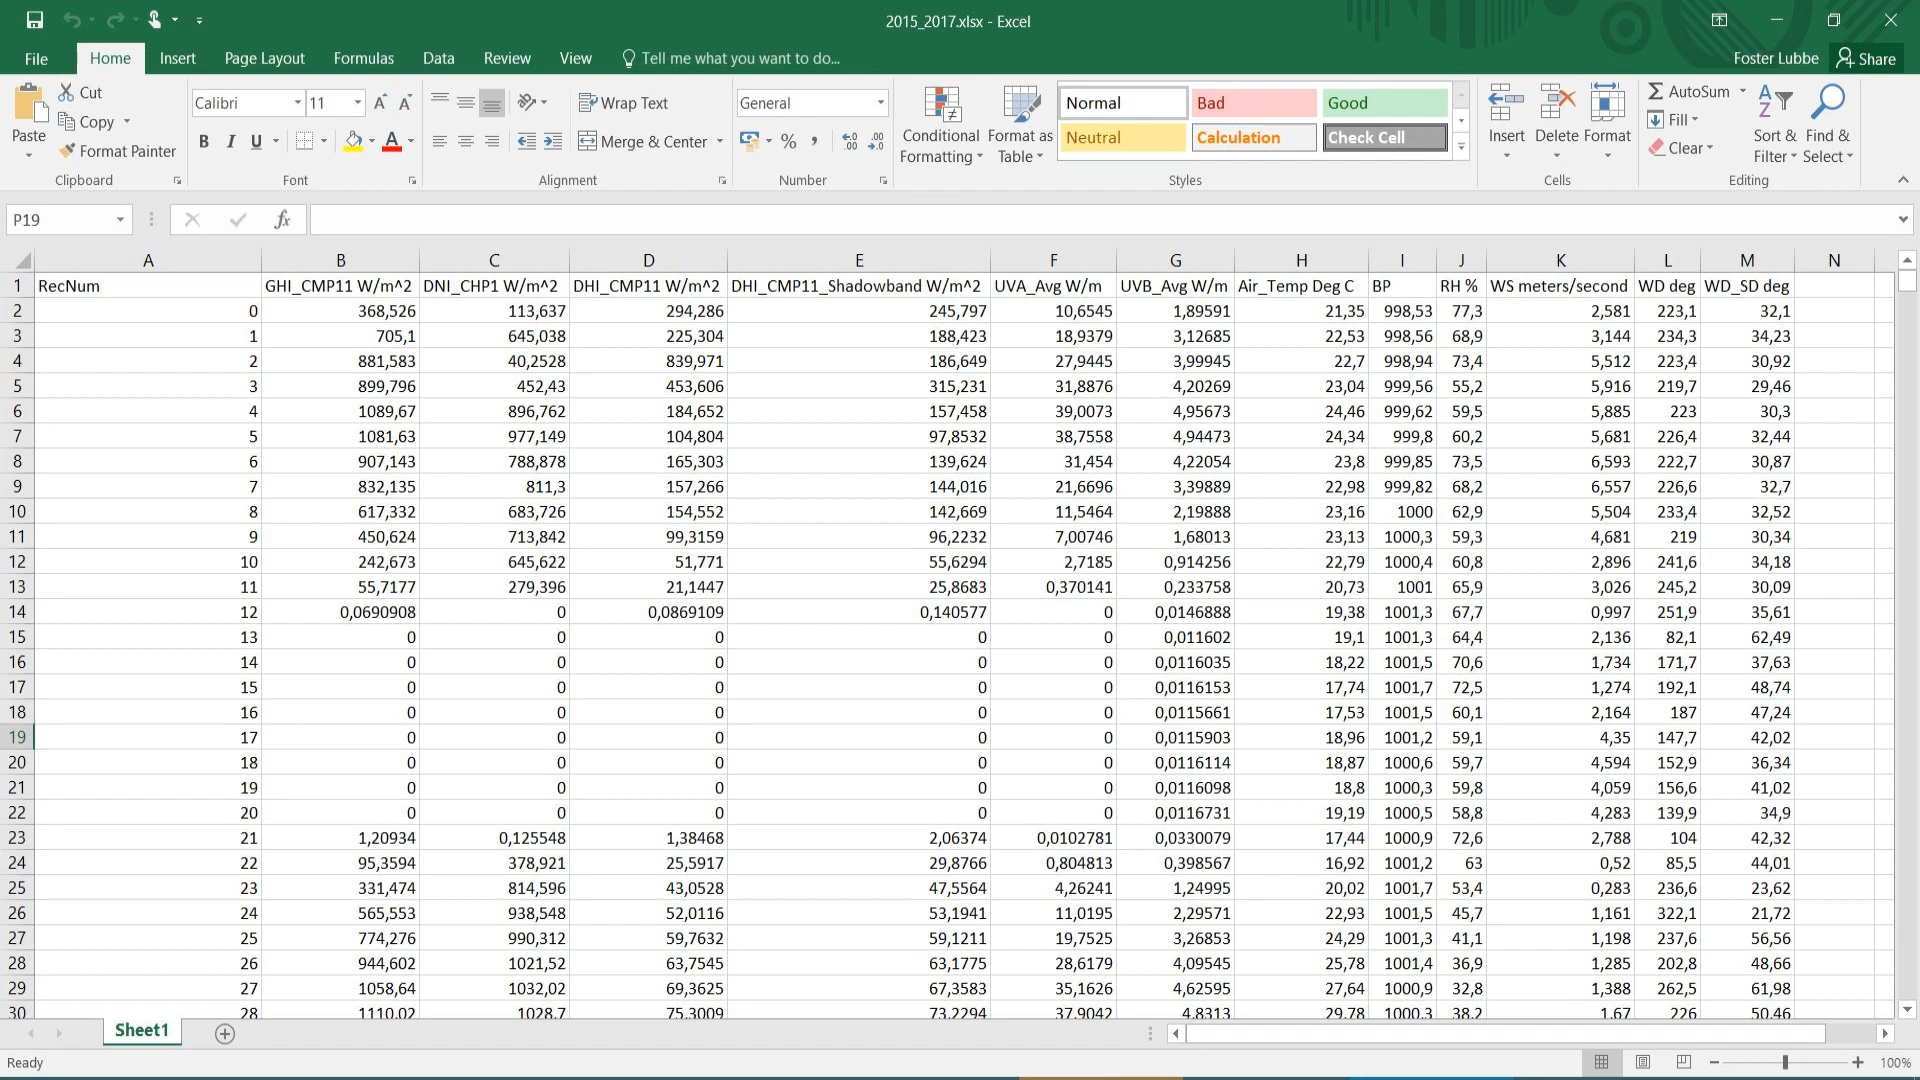 2015_2017.xlsx - Excel
File Home Insert Page Layout Formulas Data Review View Tell me what you want to do... Foster Lubbe Share
Paste Cut Copy Format Painter Clipboard
Calibri 11 B I U A Font
Wrap Text Merge & Center Alignment
General % , Number
Conditional Formatting Format as Table Normal Bad Good Neutral Calculation Check Cell Styles
Insert Delete Format Cells
AutoSum Fill Clear Sort & Filter Find & Select Editing
P19 fx
A B C D E F G H I J K L M N
1 RecNum GHI_CMP11 W/m^2 DNI_CHP1 W/m^2 DHI_CMP11 W/m^2 DHI_CMP11_Shadowband W/m^2 UVA_Avg W/m UVB_Avg W/m Air_Temp Deg C BP RH % WS meters/second WD deg WD_SD deg
2 0 368,526 113,637 294,286 245,797 10,6545 1,89591 21,35 998,53 77,3 2,581 223,1 32,1
3 1 705,1 645,038 225,304 188,423 18,9379 3,12685 22,53 998,56 68,9 3,144 234,3 34,23
4 2 881,583 40,2528 839,971 186,649 27,9445 3,99945 22,7 998,94 73,4 5,512 223,4 30,92
5 3 899,796 452,43 453,606 315,231 31,8876 4,20269 23,04 999,56 55,2 5,916 219,7 29,46
6 4 1089,67 896,762 184,652 157,458 39,0073 4,95673 24,46 999,62 59,5 5,885 223 30,3
7 5 1081,63 977,149 104,804 97,8532 38,7558 4,94473 24,34 999,8 60,2 5,681 226,4 32,44
8 6 907,143 788,878 165,303 139,624 31,454 4,22054 23,8 999,85 73,5 6,593 222,7 30,87
9 7 832,135 811,3 157,266 144,016 21,6696 3,39889 22,98 999,82 68,2 6,557 226,6 32,7
10 8 617,332 683,726 154,552 142,669 11,5464 2,19888 23,16 1000 62,9 5,504 233,4 32,52
11 9 450,624 713,842 99,3159 96,2232 7,00746 1,68013 23,13 1000,3 59,3 4,681 219 30,34
12 10 242,673 645,622 51,771 55,6294 2,7185 0,914256 22,79 1000,4 60,8 2,896 241,6 34,18
13 11 55,7177 279,396 21,1447 25,8683 0,370141 0,233758 20,73 1001 65,9 3,026 245,2 30,09
14 12 0,0690908 0 0,0869109 0,140577 0 0,0146888 19,38 1001,3 67,7 0,997 251,9 35,61
15 13 0 0 0 0 0 0,011602 19,1 1001,3 64,4 2,136 82,1 62,49
16 14 0 0 0 0 0 0,0116035 18,22 1001,5 70,6 1,734 171,7 37,63
17 15 0 0 0 0 0 0,0116153 17,74 1001,7 72,5 1,274 192,1 48,74
18 16 0 0 0 0 0 0,0115661 17,53 1001,5 60,1 2,164 187 47,24
19 17 0 0 0 0 0 0,0115903 18,96 1001,2 59,1 4,35 147,7 42,02
20 18 0 0 0 0 0 0,0116114 18,87 1000,6 59,7 4,594 152,9 36,34
21 19 0 0 0 0 0 0,0116098 18,8 1000,3 59,8 4,059 156,6 41,02
22 20 0 0 0 0 0 0,0116731 19,19 1000,5 58,8 4,283 139,9 34,9
23 21 1,20934 0,125548 1,38468 2,06374 0,0102781 0,0330079 17,44 1000,9 72,6 2,788 104 42,32
24 22 95,3594 378,921 25,5917 29,8766 0,804813 0,398567 16,92 1001,2 63 0,52 85,5 44,01
25 23 331,474 814,596 43,0528 47,5564 4,26241 1,24995 20,02 1001,7 53,4 0,283 236,6 23,62
26 24 565,553 938,548 52,0116 53,1941 11,0195 2,29571 22,93 1001,5 45,7 1,161 322,1 21,72
27 25 774,276 990,312 59,7632 59,1211 19,7525 3,26853 24,29 1001,3 41,1 1,198 237,6 56,56
28 26 944,602 1021,52 63,7545 63,1775 28,6179 4,09545 25,78 1001,4 36,9 1,285 202,8 48,66
29 27 1058,64 1032,02 69,3625 67,3583 35,1626 4,62595 27,64 1000,9 32,8 1,388 262,5 61,98
30 28 1110,02 1028,7 75,3009 73,2294 37,9042 4,8313 29,78 1000,3 38,2 1,67 226 50,46
Sheet1
Ready 100%